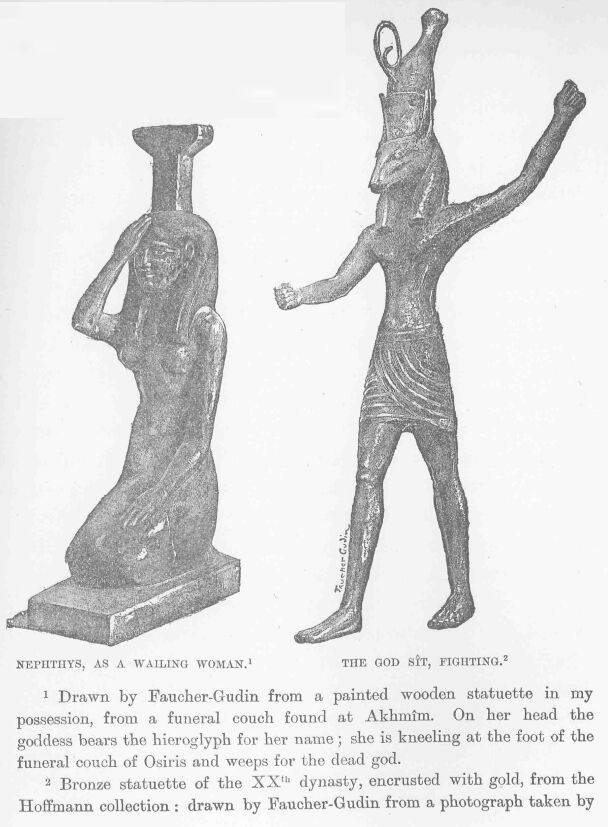 Faucher-Gudin
NEPHTHYS, AS A WAILING WOMAN.¹
THE GOD SÎT, FIGHTING.²
¹ Drawn by Faucher-Gudin from a painted wooden statuette in my
possession, from a funeral couch found at Akhmîm. On her head the
goddess bears the hieroglyph for her name; she is kneeling at the foot of the
funeral couch of Osiris and weeps for the dead god.
² Bronze statuette of the XXth dynasty, encrusted with gold, from the
Hoffmann collection: drawn by Faucher-Gudin from a photograph taken by